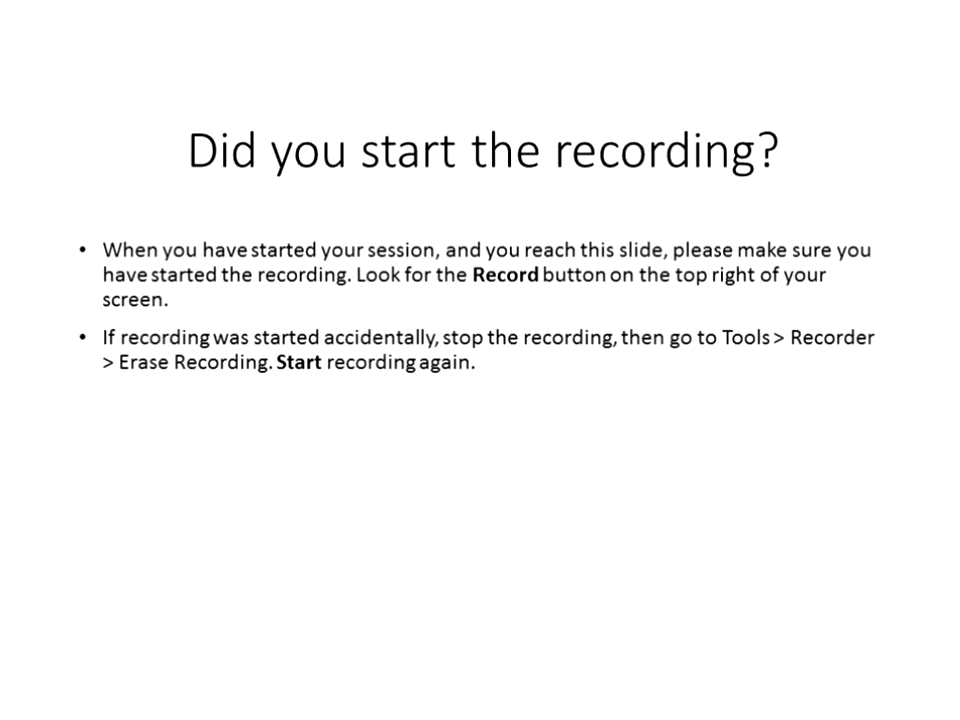 Did you start the recording?
• When you have started your session, and you reach this slide, please make sure you
have started the recording. Look for the Record button on the top right of your
screen.
• If recording was started accidentally, stop the recording, then go to Tools > Recorder
> Erase Recording. Start recording again.